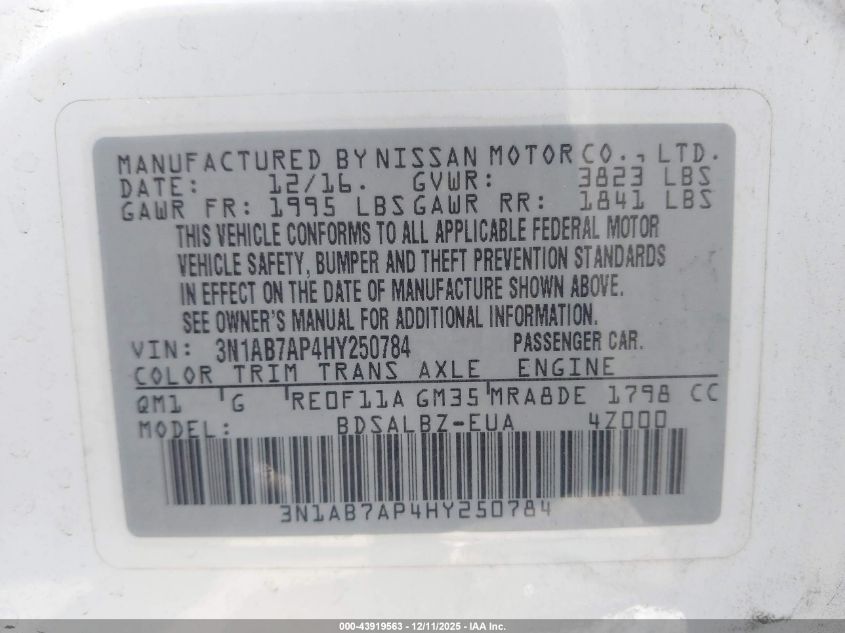 MANUFACTURED BY NISSAN MOTOR CO., LTD.
DATE: 12/16. GVWR: 3823 LBS
GAWR FR: 1995 LBS GAWR RR: 1841 LBS
THIS VEHICLE CONFORMS TO ALL APPLICABLE FEDERAL MOTOR
VEHICLE SAFETY, BUMPER AND THEFT PREVENTION STANDARDS
IN EFFECT ON THE DATE OF MANUFACTURE SHOWN ABOVE.
SEE OWNER'S MANUAL FOR ADDITIONAL INFORMATION.
VIN: 3N1AB7AP4HY250784 PASSENGER CAR.
COLOR TRIM TRANS AXLE ENGINE
QM1 G RE0F11A GM35 MRA8DE 1798 CC
MODEL: BDSALBZ-EUA 4Z000
3N1AB7AP4HY250784
000-43919563 - 12/11/2025 - IAA Inc.